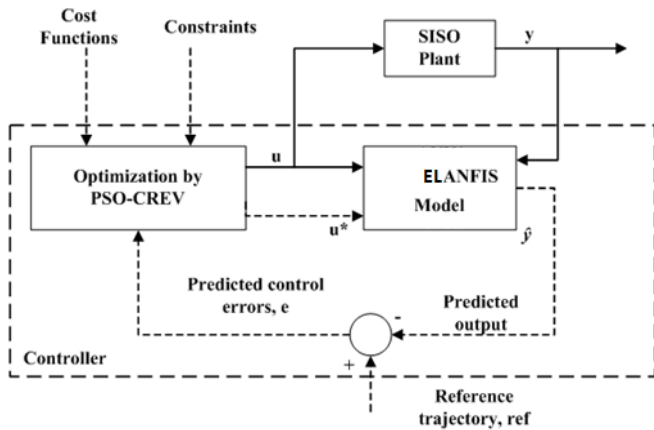 Cost
Functions
Constraints
SISO
Plant
y
Optimization by
PSO-CREV
u
u*
ELANFIS
Model
ŷ
Predicted control
errors, e
-
Predicted
output
+
Controller
Reference
trajectory, ref